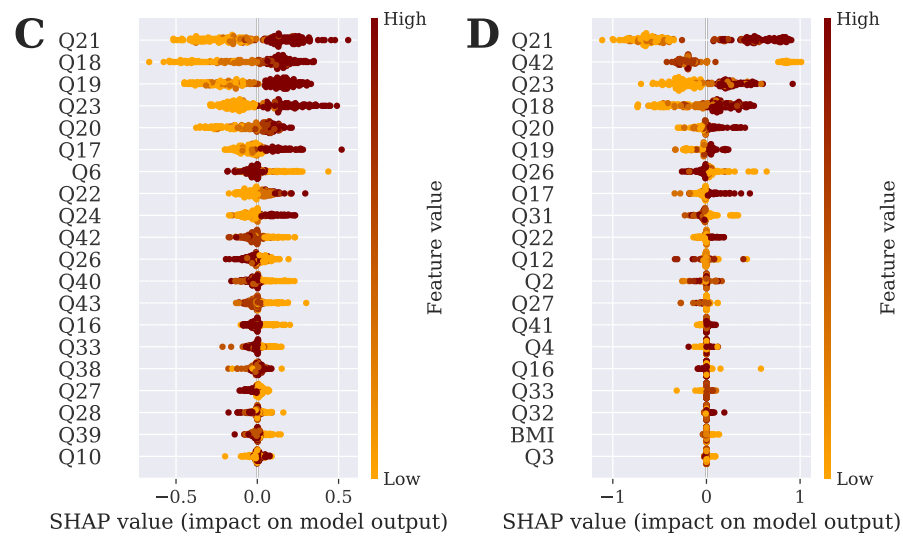 C
High
Q21
Q18
Q19
Q23
Q20
Q17
Q6
Q22
Q24
Q42
Q26
Q40
Q43
Q16
Q33
Q38
Q27
Q28
Q39
Q10
Low
Feature value
−0.5 0.0 0.5
SHAP value (impact on model output)
D
High
Q21
Q42
Q23
Q18
Q20
Q19
Q26
Q17
Q31
Q22
Q12
Q2
Q27
Q41
Q4
Q16
Q33
Q32
BMI
Q3
Low
Feature value
−1 0 1
SHAP value (impact on model output)